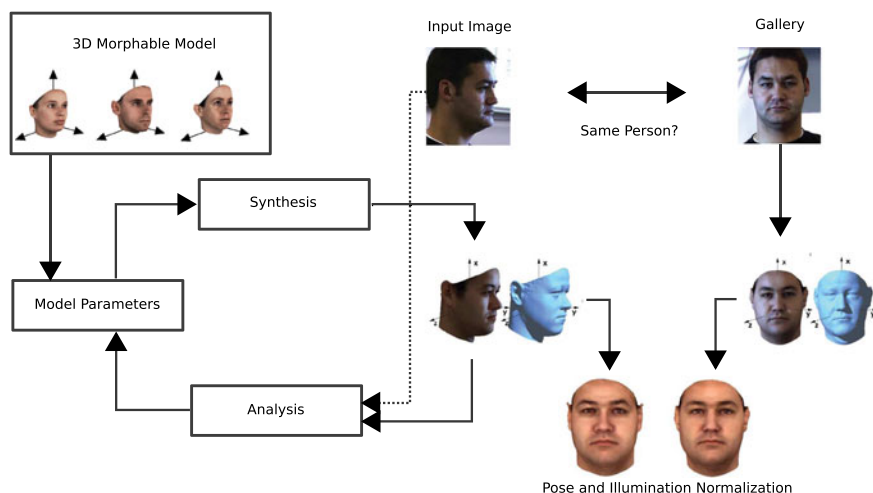 3D Morphable Model
Input Image
Gallery
Same Person?
Synthesis
Model Parameters
x
x
x
x
z
y
z
y
z
y
z
y
Analysis
Pose and Illumination Normalization